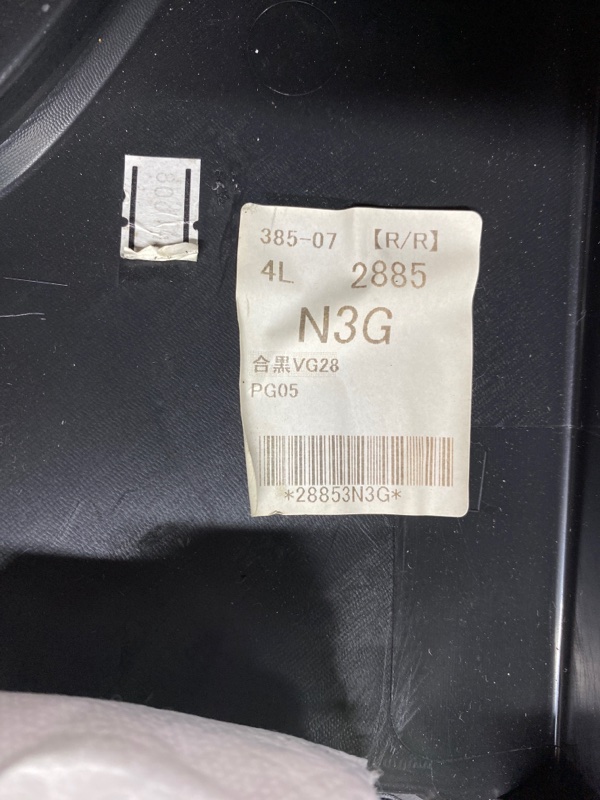 385-07 【R/R】
4L 2885
N3G
合黒VG28
PG05
*28853N3G*